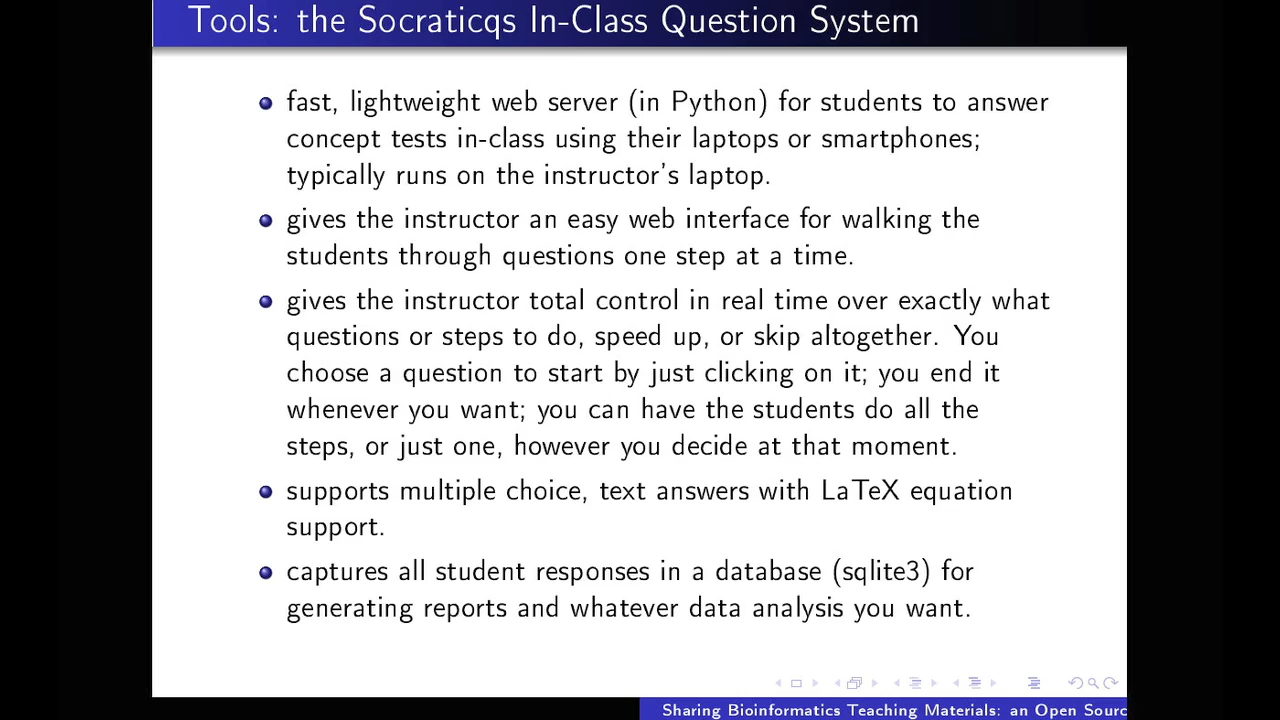 Tools: the Socraticqs In-Class Question System
fast, lightweight web server (in Python) for students to answer
concept tests in-class using their laptops or smartphones;
typically runs on the instructor's laptop.
gives the instructor an easy web interface for walking the
students through questions one step at a time.
gives the instructor total control in real time over exactly what
questions or steps to do, speed up, or skip altogether. You
choose a question to start by just clicking on it; you end it
whenever you want; you can have the students do all the
steps, or just one, however you decide at that moment.
supports multiple choice, text answers with LaTeX equation
support.
captures all student responses in a database (sqlite3) for
generating reports and whatever data analysis you want.
Sharing Bioinformatics Teaching Materials: an Open Sourc